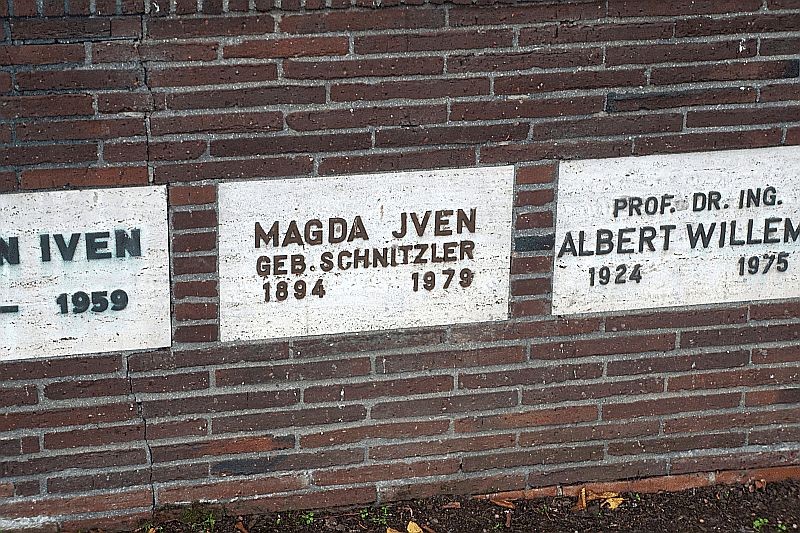 IVEN
1959
MAGDA JVEN
GEB. SCHNITZLER
1894 1979
PROF. DR. ING.
ALBERT WILLEM
1924 1975